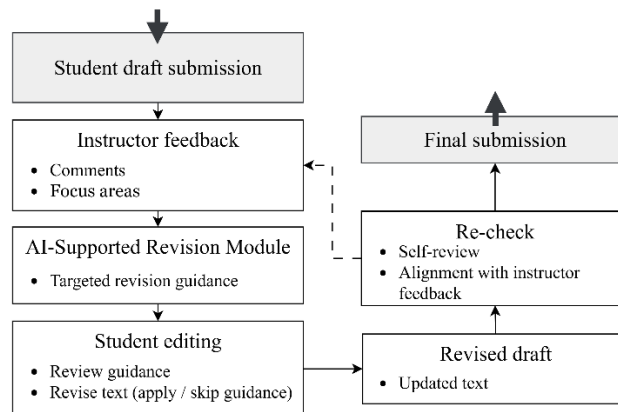 Student draft submission
Instructor feedback
• Comments
• Focus areas
AI-Supported Revision Module
• Targeted revision guidance
Student editing
• Review guidance
• Revise text (apply / skip guidance)
Revised draft
• Updated text
Re-check
• Self-review
• Alignment with instructor
feedback
Final submission